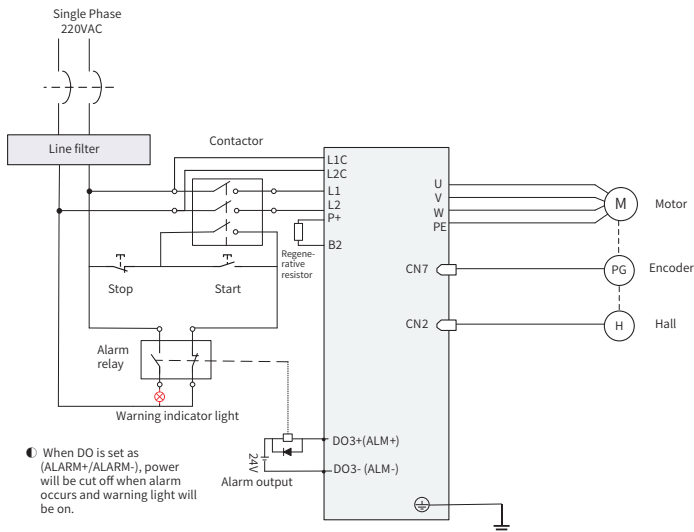 Single Phase
220VAC
Line filter
Contactor
L1C
L2C
L1
L2
P+
B2
Regene-
rative
resistor
U
V
W
PE
M
Motor
CN7
PG
Encoder
CN2
H
Hall
Stop
Start
Alarm
relay
Warning indicator light
24V
DO3+(ALM+)
DO3- (ALM-)
Alarm output
When DO is set as
(ALARM+/ALARM-), power
will be cut off when alarm
occurs and warning light will
be on.